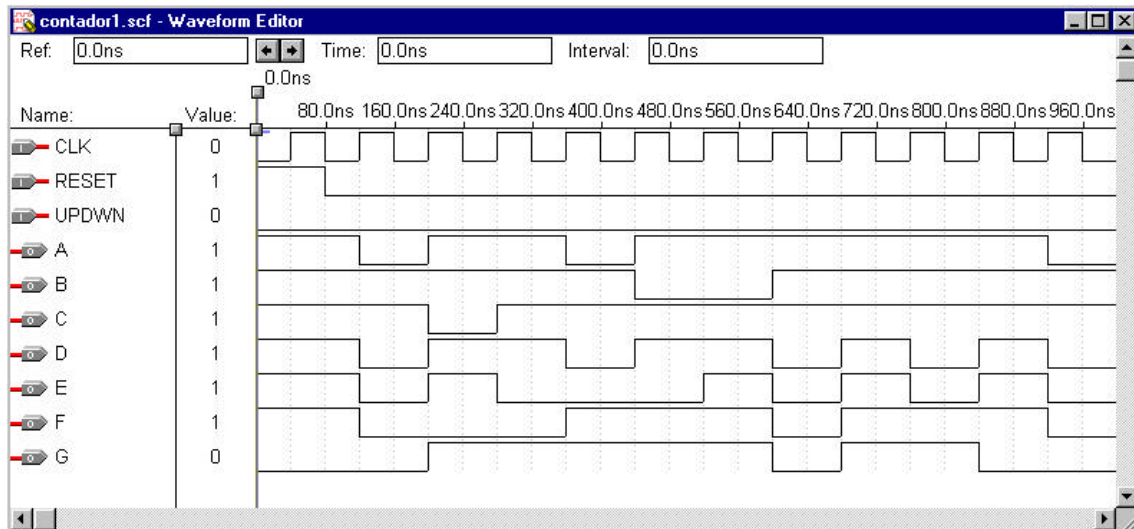 contador1.scf - Waveform Editor
Ref: 0.0ns Time: 0.0ns Interval: 0.0ns
0.0ns
Name: Value: 80.0ns 160.0ns 240.0ns 320.0ns 400.0ns 480.0ns 560.0ns 640.0ns 720.0ns 800.0ns 880.0ns 960.0ns
CLK 0
RESET 1
UPDWN 0
A 1
B 1
C 1
D 1
E 1
F 1
G 0